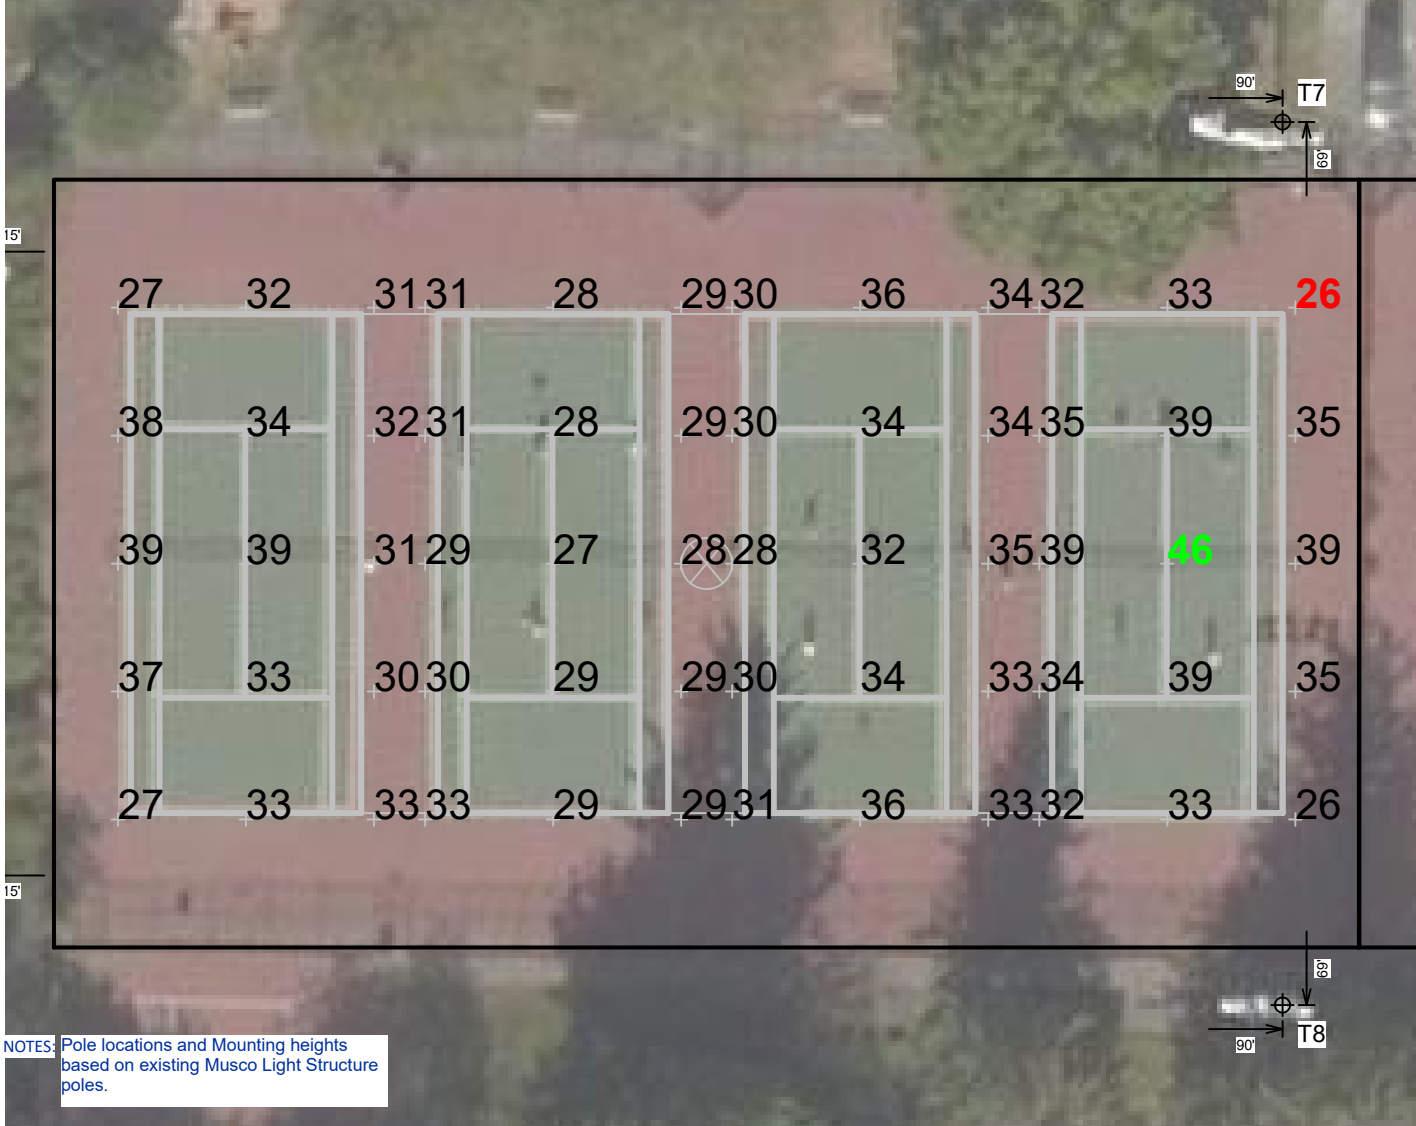 90' T7
69'
15'
27 32 31 31 28 29 30 36 34 32 33 26
38 34 32 31 28 29 30 34 34 35 39 35
39 39 31 29 27 28 28 32 35 39 46 39
37 33 30 30 29 29 30 34 33 34 39 35
27 33 33 33 29 29 31 36 33 32 33 26
15'
69'
90' T8
NOTES: Pole locations and Mounting heights
based on existing Musco Light Structure
poles.